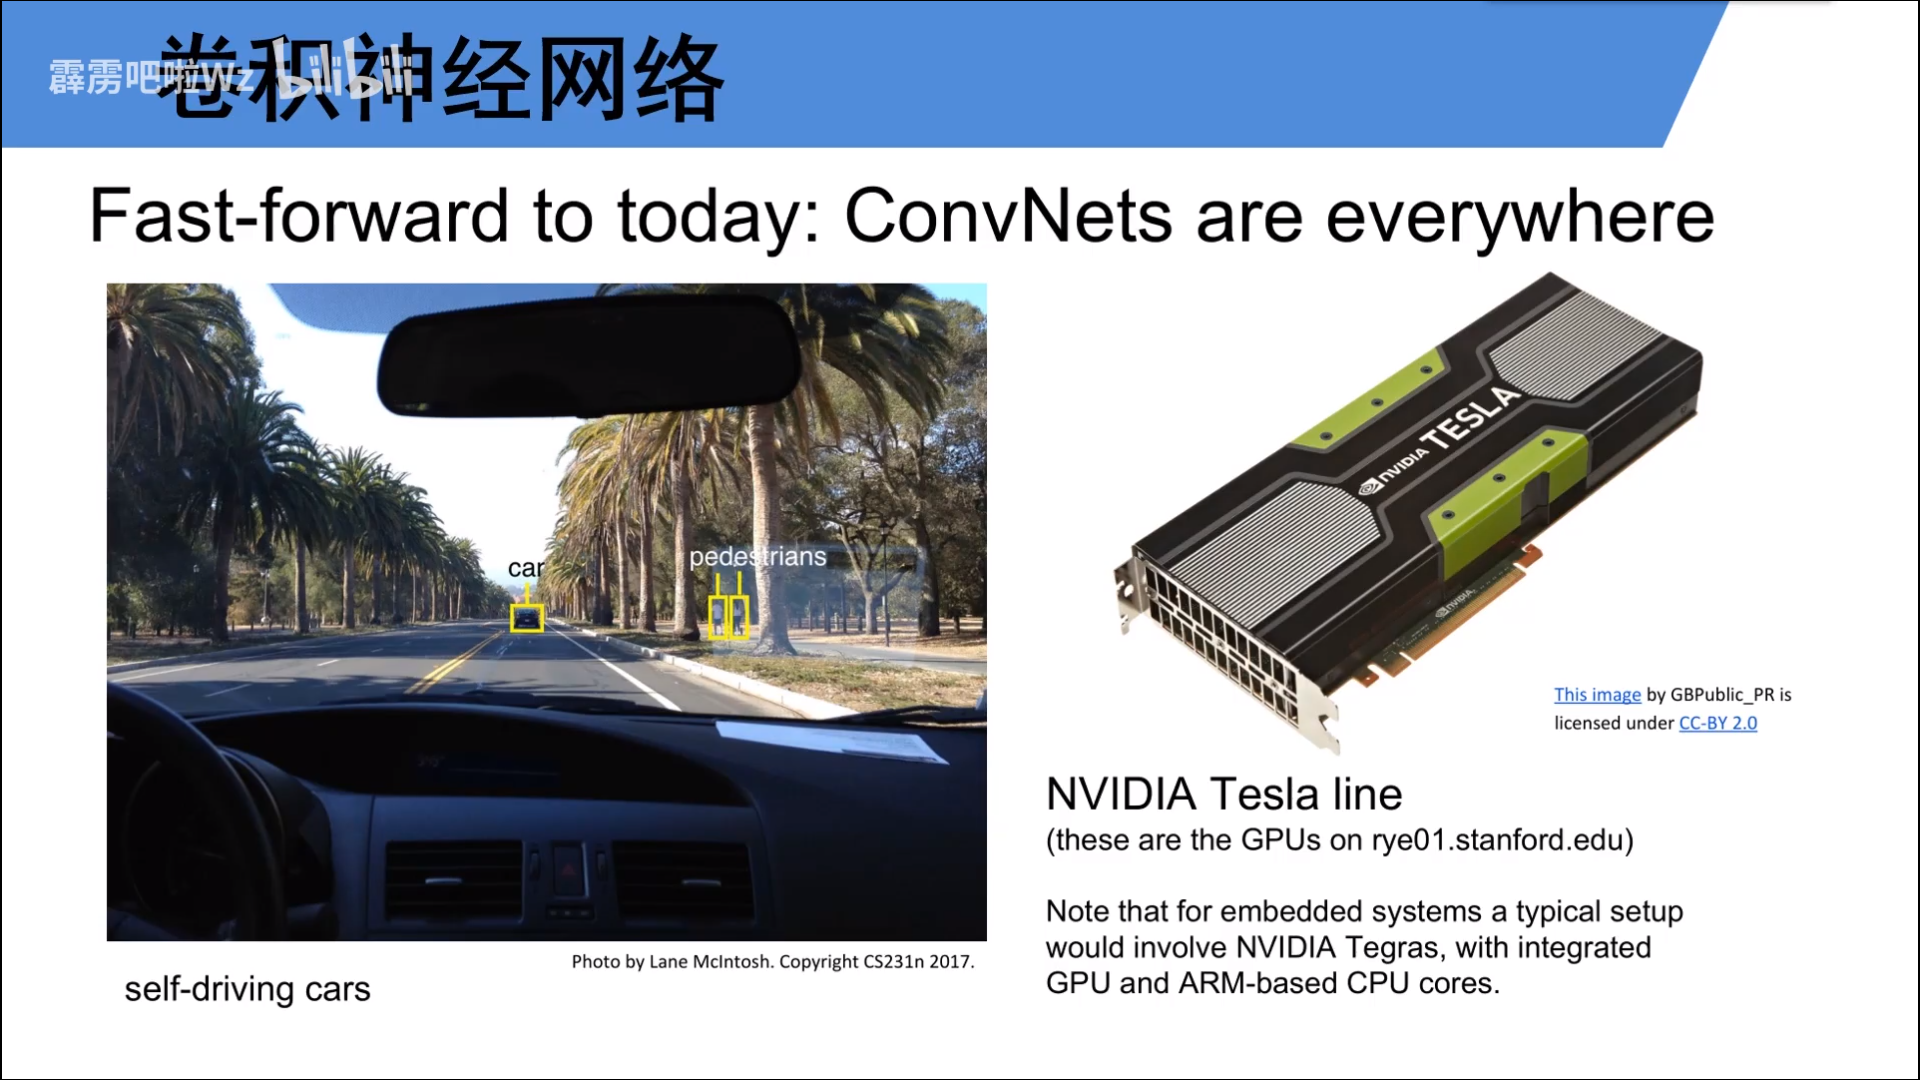 卷积神经网络
霹雳吧啦Wz bilibili
Fast-forward to today: ConvNets are everywhere
car
pedestrians
Photo by Lane McIntosh. Copyright CS231n 2017.
self-driving cars
NVIDIA TESLA
NVIDIA
This image by GBPublic_PR is
licensed under CC-BY 2.0
NVIDIA Tesla line
(these are the GPUs on rye01.stanford.edu)
Note that for embedded systems a typical setup
would involve NVIDIA Tegras, with integrated
GPU and ARM-based CPU cores.